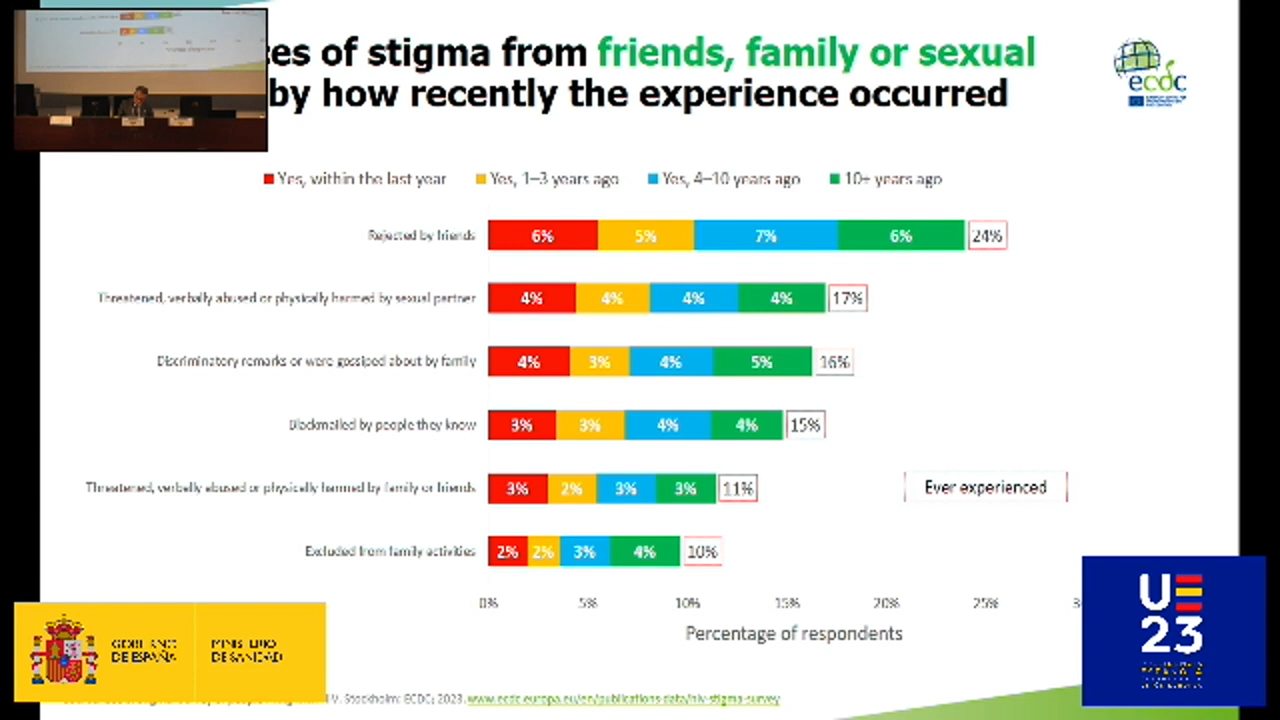 es of stigma from friends, family or sexual
by how recently the experience occurred
ecdc
Yes, within the last year Yes, 1–3 years ago Yes, 4–10 years ago 10+ years ago
Rejected by friends 6% 5% 7% 6% 24%
Threatened, verbally abused or physically harmed by sexual partner 4% 4% 4% 4% 17%
Discriminatory remarks or were gossiped about by family 4% 3% 4% 5% 16%
Blackmailed by people they know 3% 3% 4% 4% 15%
Threatened, verbally abused or physically harmed by family or friends 3% 2% 3% 3% 11%
Ever experienced
Excluded from family activities 2% 2% 3% 4% 10%
0% 5% 10% 15% 20% 25% 3
Percentage of respondents
GOBIERNO
DE ESPAÑA
MINISTERIO
DE SANIDAD
UE
23
V. Stockholm: ECDC; 2023. www.ecdc.europa.eu/en/publications-data/hiv-stigma-survey